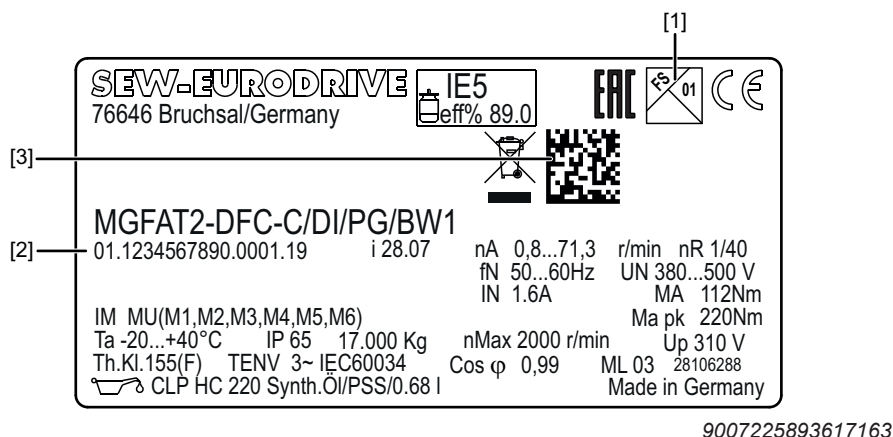 [1]
SEW-EURODRIVE
76646 Bruchsal/Germany
IE5
eff% 89.0
EAC
FS
01
CE
[3]
MGFAT2-DFC-C/DI/PG/BW1
[2]
01.1234567890.0001.19 i 28.07 nA 0,8...71,3 r/min nR 1/40
fN 50...60Hz UN 380...500 V
IN 1.6A MA 112Nm
IM MU(M1,M2,M3,M4,M5,M6) Ma pk 220Nm
Ta -20...+40°C IP 65 17.000 Kg nMax 2000 r/min Up 310 V
Th.Kl.155(F) TENV 3~ IEC60034 Cos φ 0,99 ML 03 28106288
CLP HC 220 Synth.Öl/PSS/0.68 l Made in Germany
9007225893617163